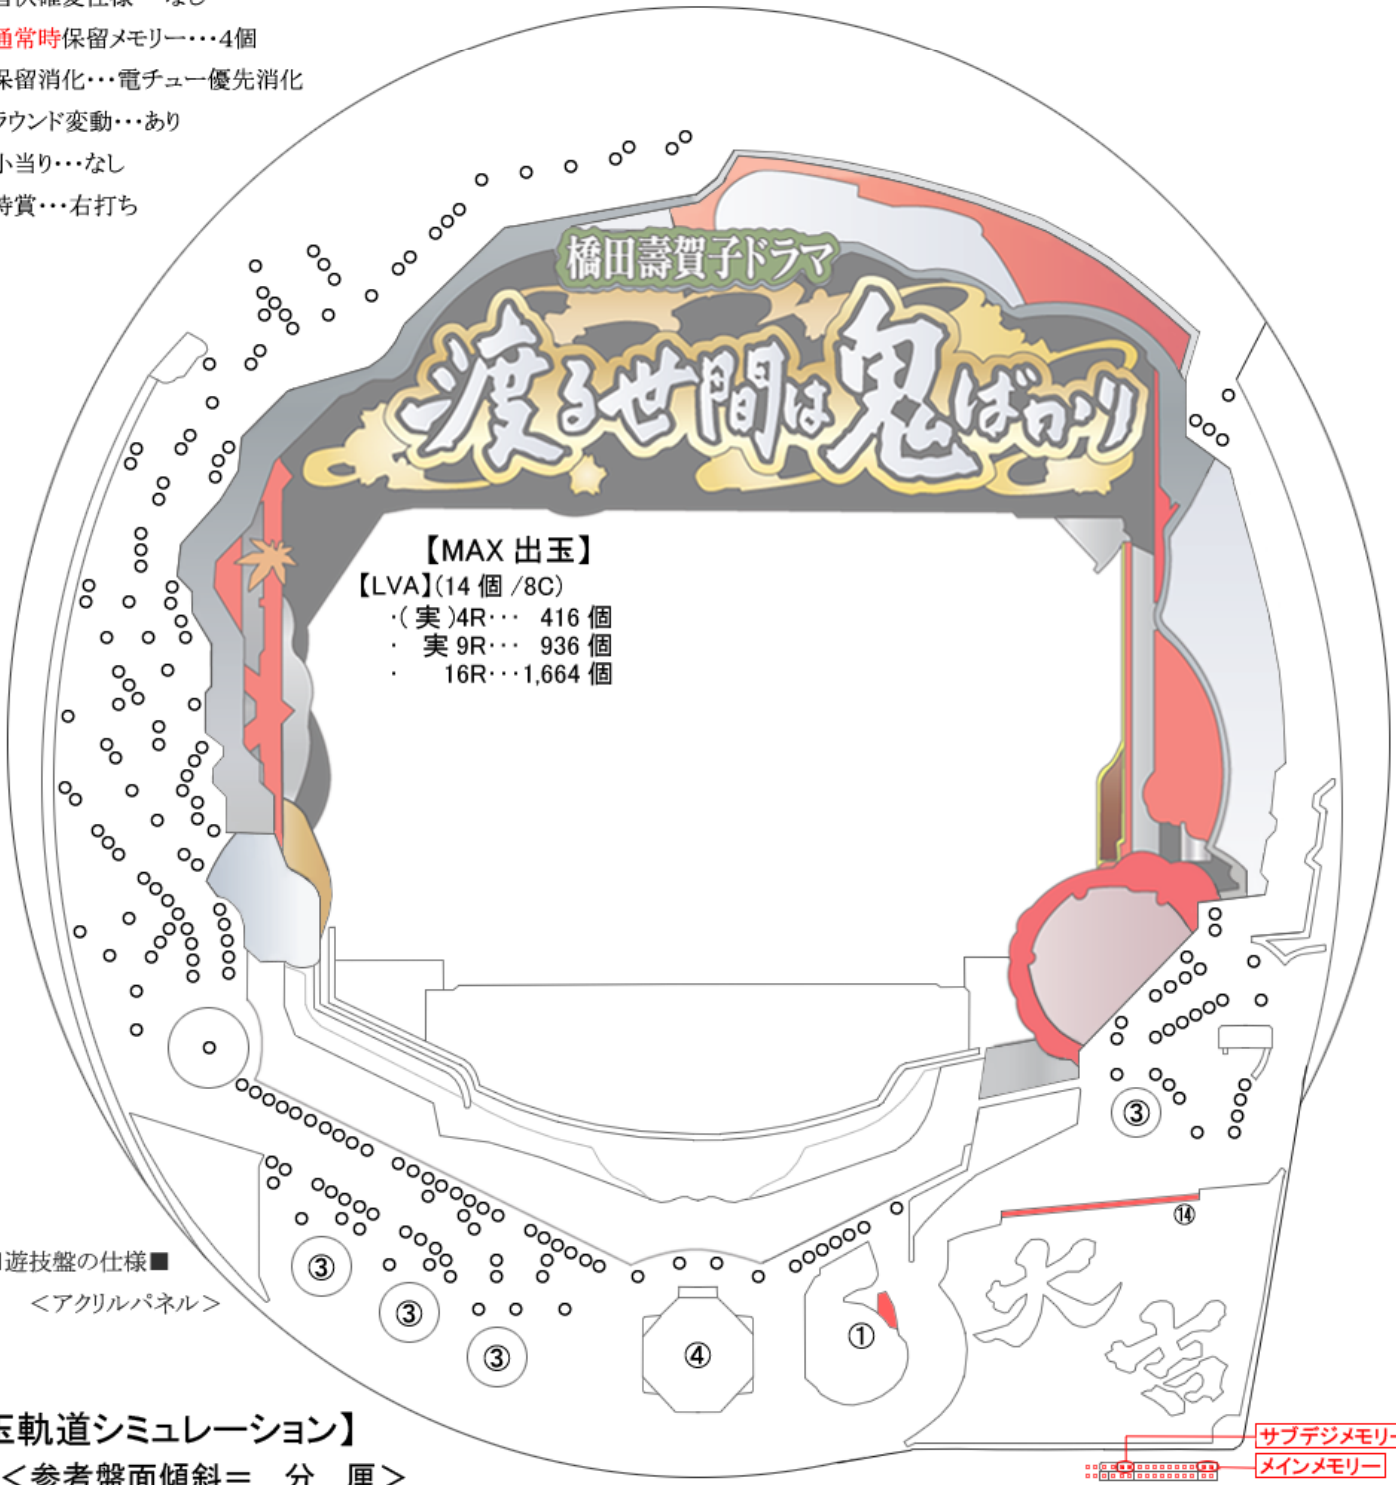 通常時保留メモリー・・・4個
保留消化・・・電チュー優先消化
ラウンド変動・・・あり
小当り・・・なし
特賞・・・右打ち
橋田壽賀子ドラマ
渡る世間は鬼ばかり
【MAX 出玉】
【LVA】(14 個 /8C)
・( 実 )4R・・・ 416 個
・ 実 9R・・・ 936 個
・ 16R・・・1,664 個
③
⑭
遊技盤の仕様■
＜アクリルパネル＞
③
③
③
④
①
大当
玉軌道シミュレーション】
＜参考盤面傾斜＝ 分 厘＞
サブデジメモリー
メインメモリー